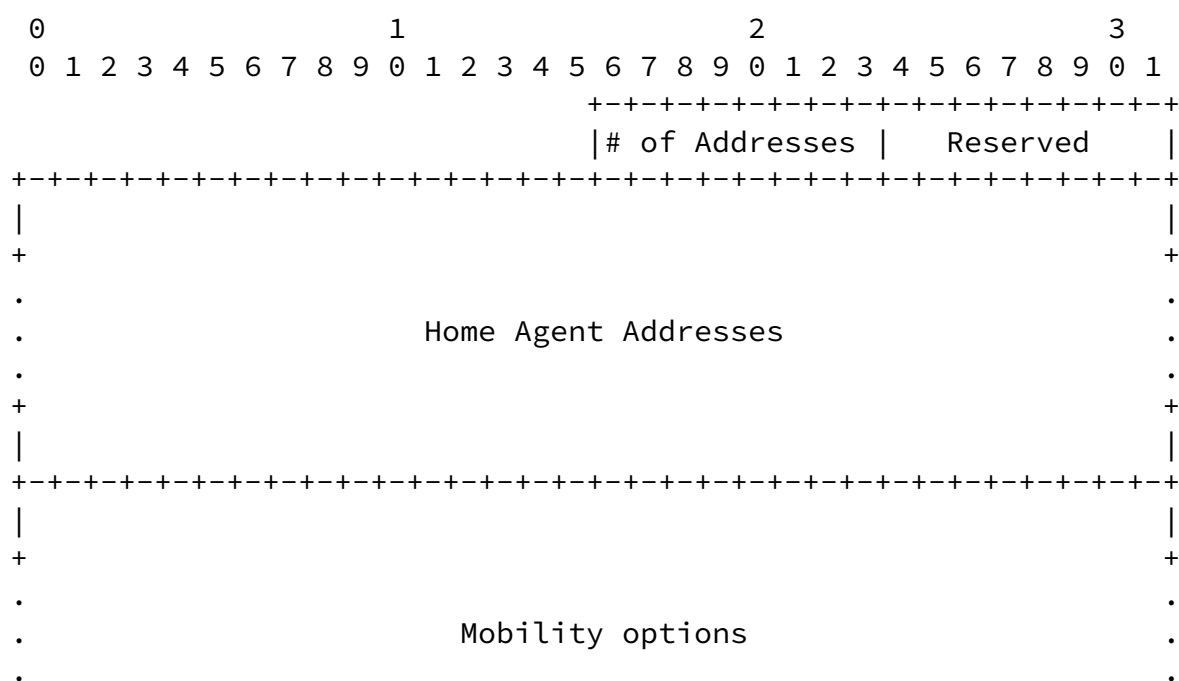 0                   1                   2                   3
 0 1 2 3 4 5 6 7 8 9 0 1 2 3 4 5 6 7 8 9 0 1 2 3 4 5 6 7 8 9 0 1
                                +-+-+-+-+-+-+-+-+-+-+-+-+-+-+-+-+
                                |# of Addresses |   Reserved    |
+-+-+-+-+-+-+-+-+-+-+-+-+-+-+-+-+-+-+-+-+-+-+-+-+-+-+-+-+-+-+-+-+
|                                                               |
+                                                               +
.                                                               .
.                      Home Agent Addresses                     .
.                                                               .
+                                                               +
|                                                               |
+-+-+-+-+-+-+-+-+-+-+-+-+-+-+-+-+-+-+-+-+-+-+-+-+-+-+-+-+-+-+-+-+
|                                                               |
+                                                               +
.                                                               .
.                        Mobility options                       .
.                                                               .